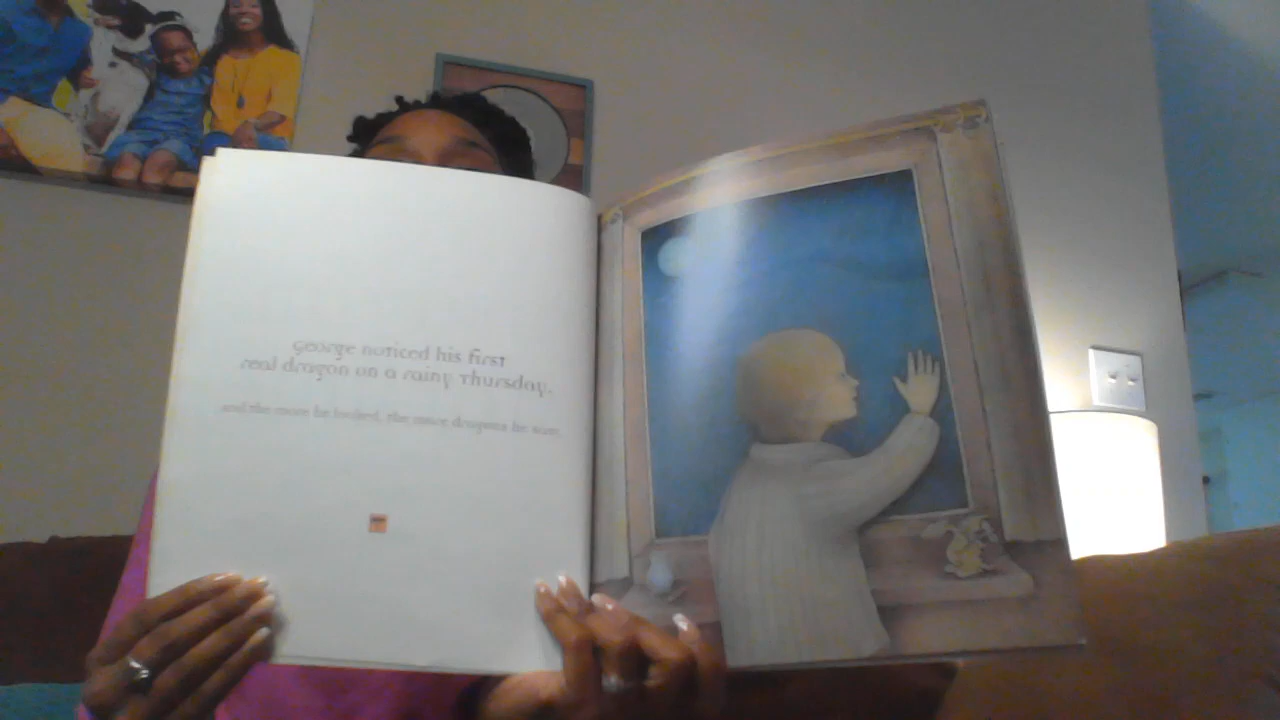 George noticed his first
real dragon on a rainy Thursday,
and the more he looked, the more dragons he saw.